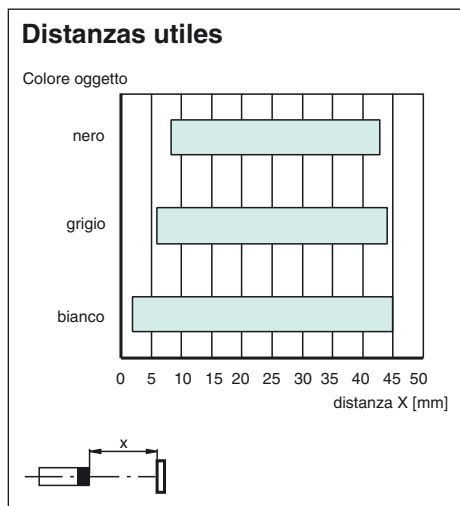 Distanzas utiles
Colore oggetto
nero
grigio
bianco
0 5 10 15 20 25 30 35 40 45 50
distanza X [mm]
x